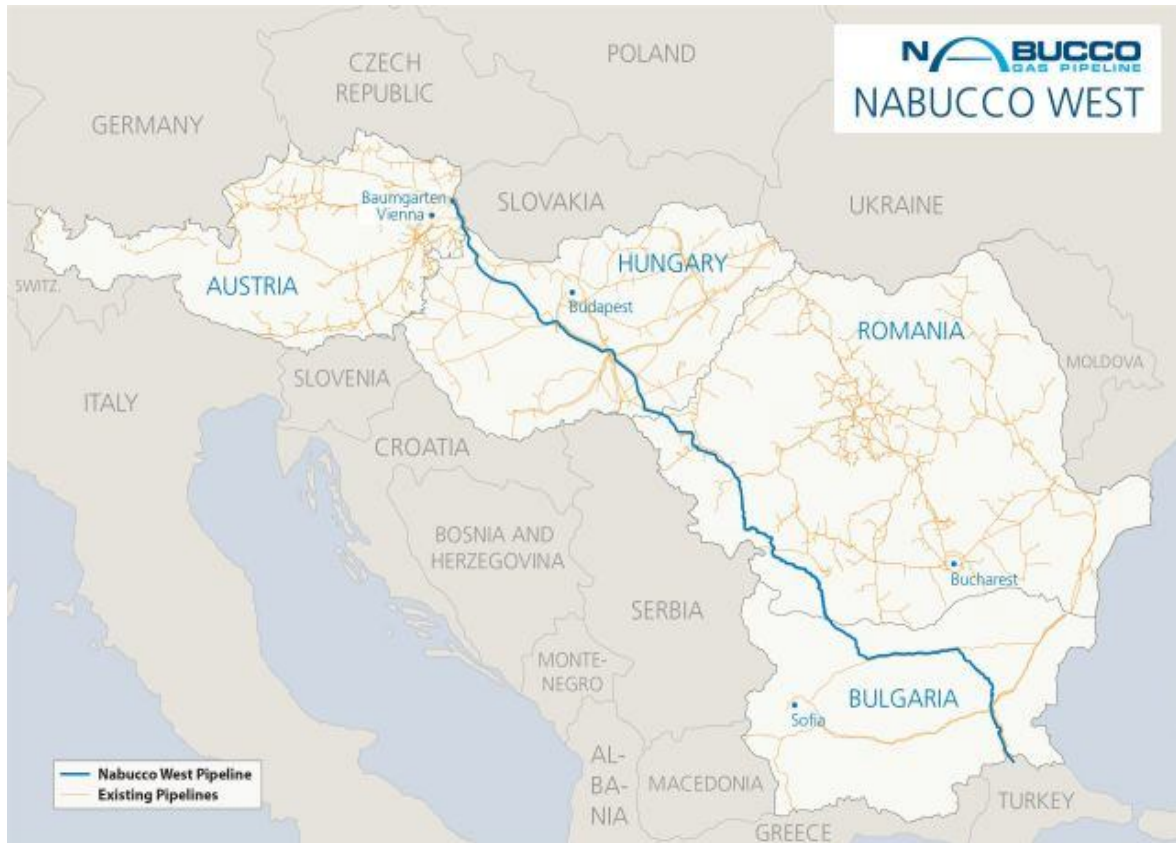 NABUCCO
GAS PIPELINE
NABUCCO WEST
POLAND
CZECH
REPUBLIC
GERMANY
Baumgarten
Vienna
SLOVAKIA
UKRAINE
HUNGARY
AUSTRIA
SWITZ.
Budapest
ROMANIA
MOLDOVA
SLOVENIA
ITALY
CROATIA
BOSNIA AND
HERZEGOVINA
Bucharest
SERBIA
MONTE-
NEGRO
BULGARIA
Sofia
AL-
BA-
NIA
MACEDONIA
TURKEY
GREECE
Nabucco West Pipeline
Existing Pipelines